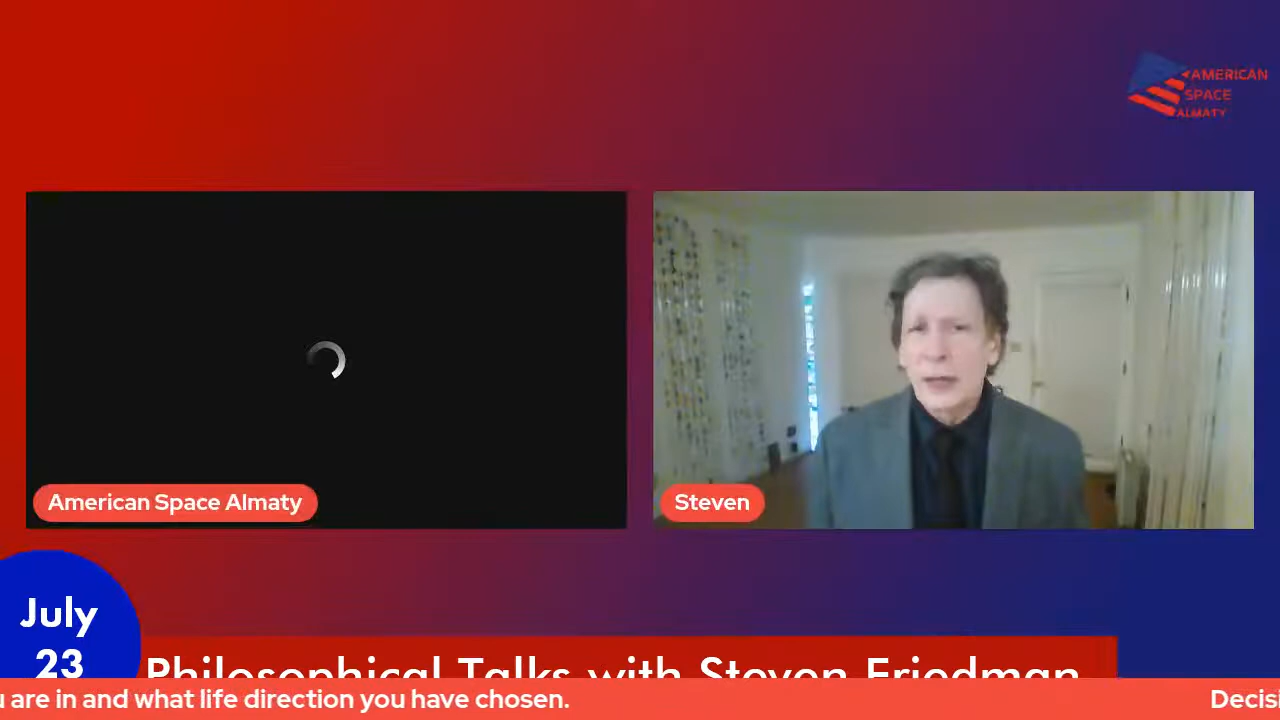 AMERICAN
SPACE
ALMATY
American Space Almaty
Steven
July
23
Philosophical Talks with Steven Friedman
are in and what life direction you have chosen.